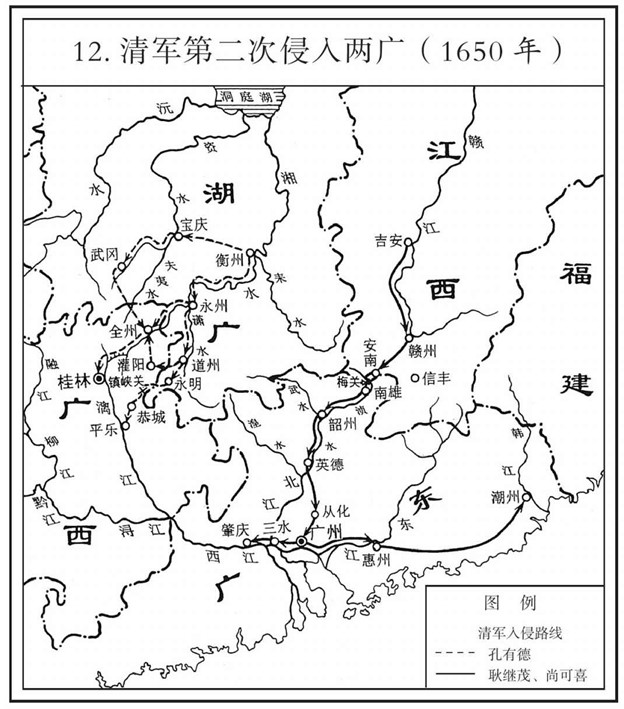 12. 清军第二次侵入两广（1650 年）
洞庭湖
沅
水
资
水
湘
水
湖
广
江
西
赣
江
福
建
宝庆
武冈
夫
夷
水
衡州
耒
水
永州
潇
水
全州
灌阳
道州
永明
镇峡关
桂林
恭城
平乐
漓
江
融
江
柳
江
黔
江
浔
江
广
西
吉安
赣州
信丰
南
安
梅关
南雄
浈
水
武
水
韶州
湟
水
英德
北
江
从化
广州
三水
肇庆
西
江
广
东
东
江
惠州
潮州
韩
江
图 例
清军入侵路线
孔有德
耿继茂、尚可喜